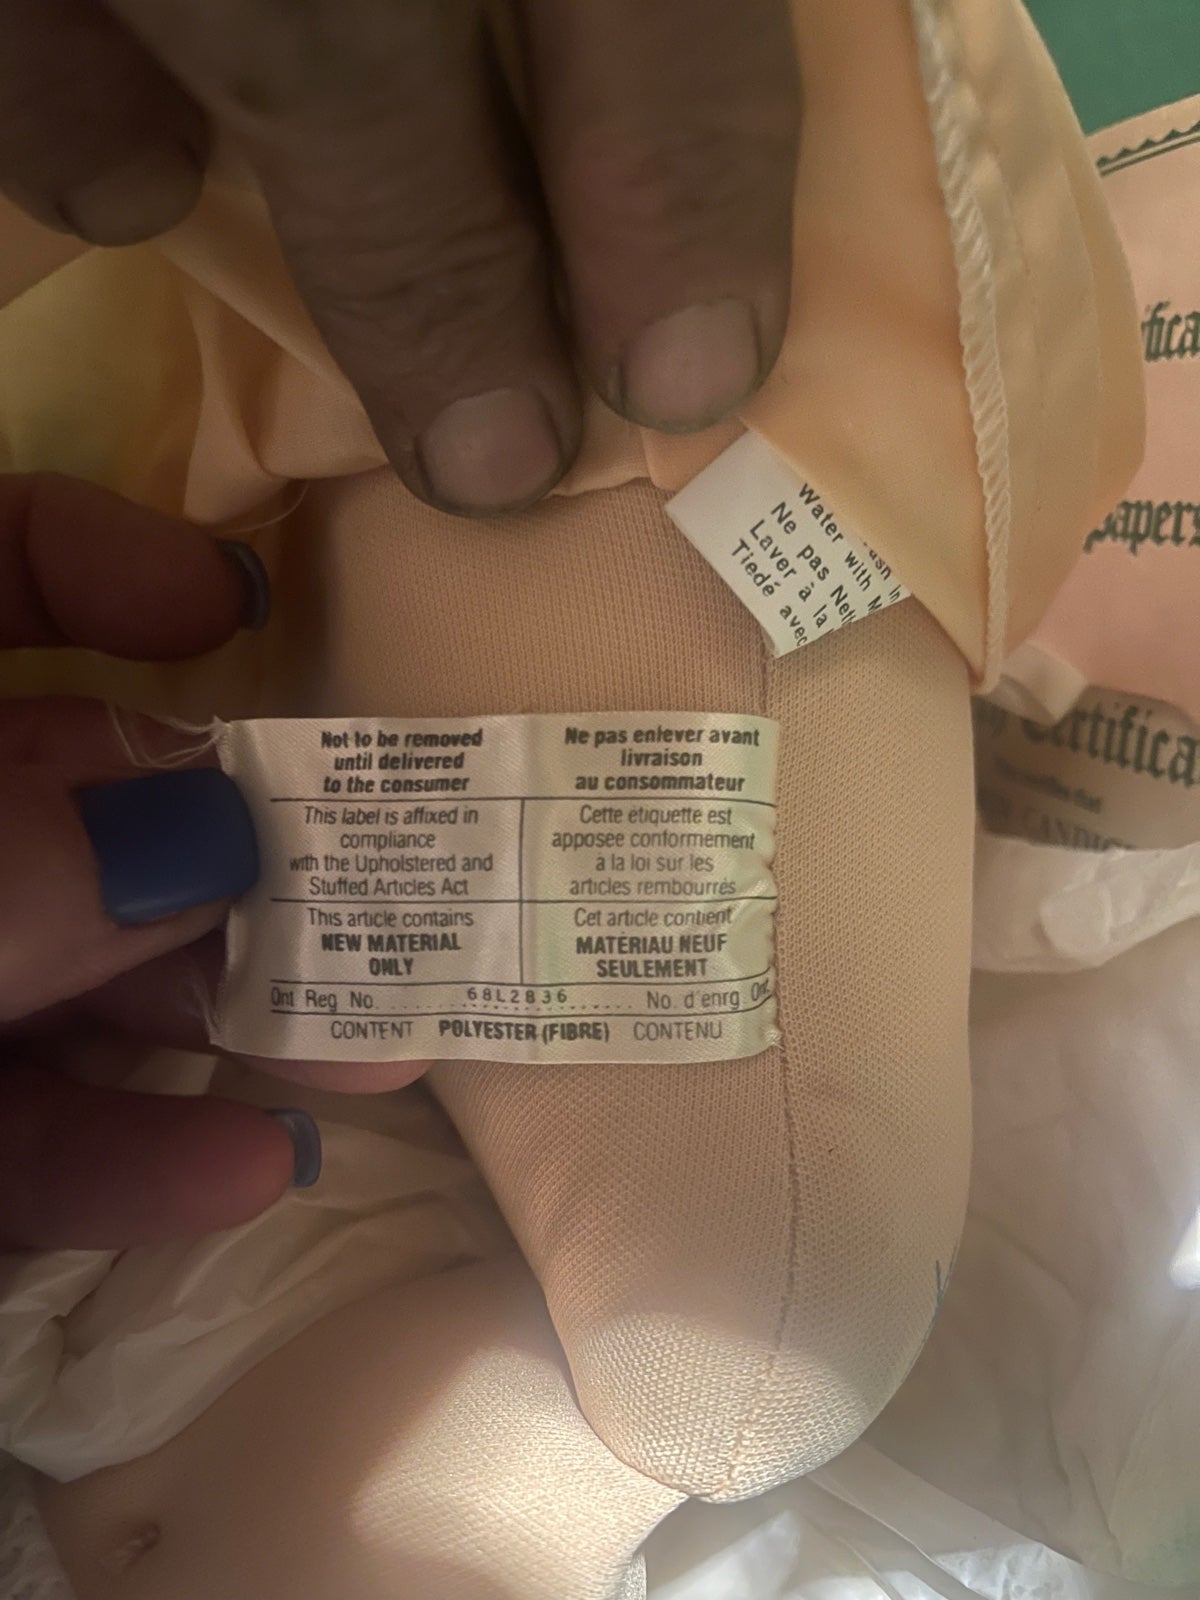 Water with
Ne pas
Laver à la
Tiedé avec
Not to be removed
until delivered
to the consumer
Ne pas enlever avant
livraison
au consommateur
This label is affixed in
compliance
with the Upholstered and
Stuffed Articles Act
Cette étiquette est
apposee conformement
a la loi sur les
articles rembourrés
This article contains
NEW MATERIAL
ONLY
Cet article contient
MATERIAU NEUF
SEULEMENT
Ont Reg No. 68L2836 No. d'enrg Ont.
CONTENT POLYESTER (FIBRE) CONTENU